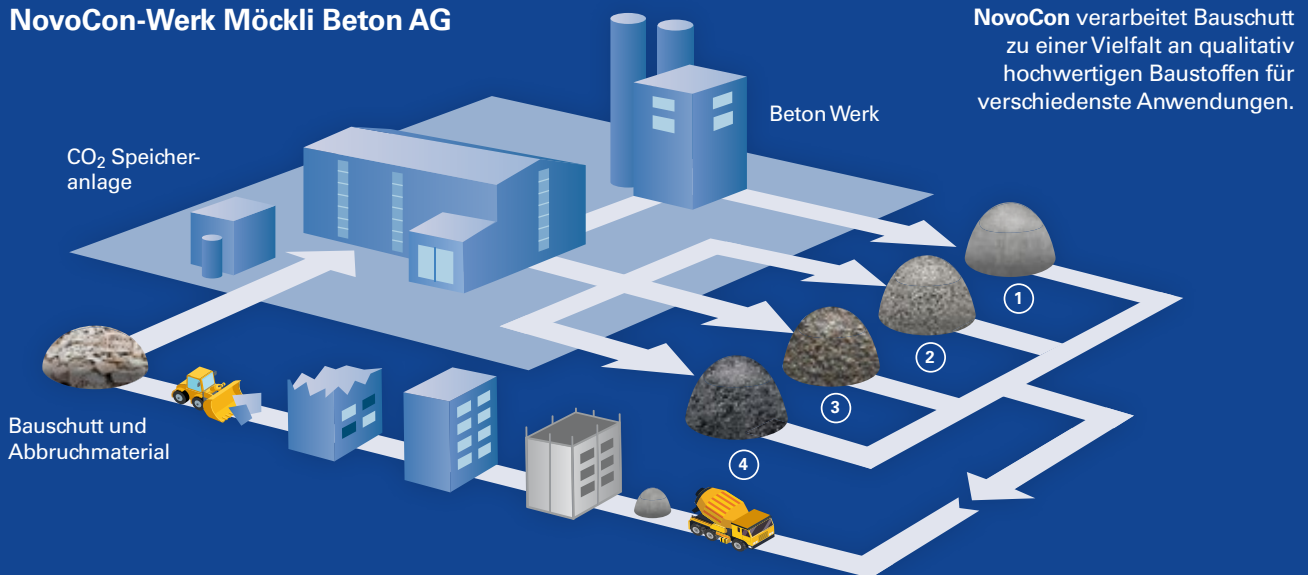 NovoCon-Werk Möckli Beton AG
NovoCon verarbeitet Bauschutt
zu einer Vielfalt an qualitativ
hochwertigen Baustoffen für
verschiedenste Anwendungen.
Beton Werk
CO₂ Speicher-
anlage
1
2
3
4
Bauschutt und
Abbruchmaterial